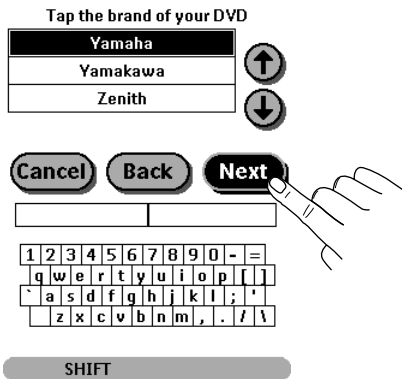 Tap the brand of your DVD
Yamaha
Yamakawa
Zenith
Cancel Back Next
1 2 3 4 5 6 7 8 9 0 - =
q w e r t y u i o p [ ]
` a s d f g h j k l ; '
z x c v b n m , . / \
SHIFT